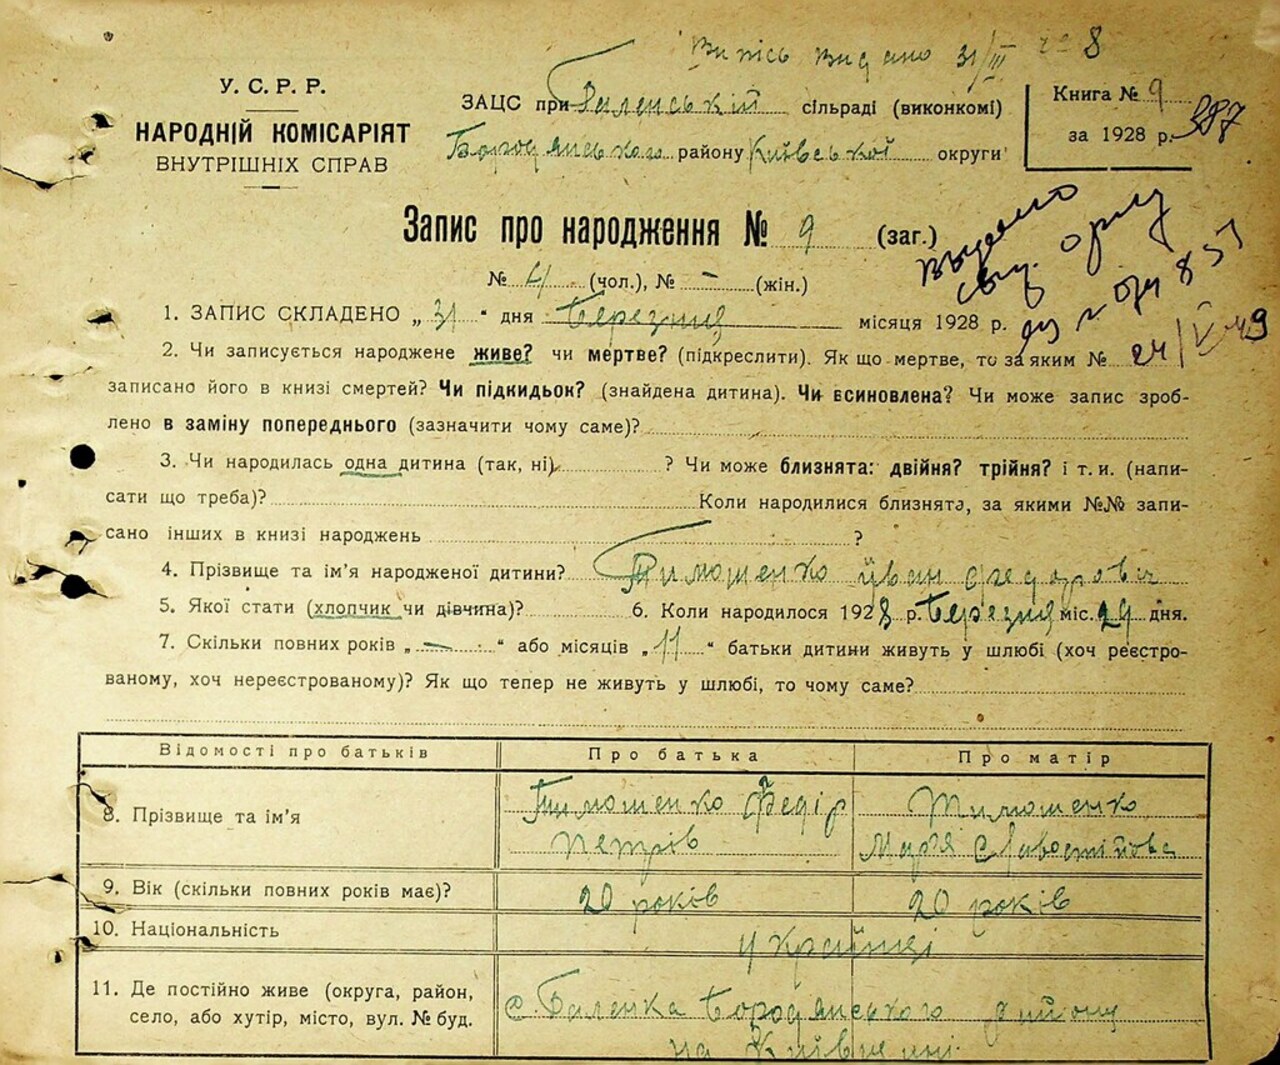 Випись видано 31/III 28
У. С. Р. Р.
НАРОДНІЙ КОМІСАРІЯТ
ВНУТРІШНІХ СПРАВ
ЗАЦС при сільраді (виконкомі)
Бородянського району Київської округи
Книга № 9
за 1928 р. 387
Запис про народження № 9 (заг.)
№ 4 (чол.), № – (жін.)
Видано
1. ЗАПИС СКЛАДЕНО „ 31 “ дня Березня місяця 1928 р.
2. Чи записується народжене живе? чи мертве? (підкреслити). Як що мертве, то за яким №
24/V 49
записано його в книзі смертей? Чи підкидьок? (знайдена дитина). Чи всиновлена? Чи може запис зроб-
лено в заміну попереднього (зазначити чому саме)?
3. Чи народилась одна дитина (так, ні) ? Чи може близнята: двійня? трійня? і т. и. (напи-
сати що треба)? Коли народилися близнята, за якими №№ запи-
сано інших в книзі народжень ?
4. Прізвище та ім’я народженої дитини? Тимошенко Іван Федорович
5. Якої стати (хлопчик чи дівчина)? 6. Коли народилося 1928 р. Березня міс. 29 дня.
7. Скільки повних років „ — “ або місяців „ 11 “ батьки дитини живуть у шлюбі (хоч реєстро-
ваному, хоч нереєстрованому)? Як що тепер не живуть у шлюбі, то чому саме?
Відомості про батьків Про батька Про матір
8. Прізвище та ім’я Тимошенко Федір Тимошенко
Петрів Мар'я Єлавостійова
9. Вік (скільки повних років має)? 20 років 20 років
10. Національність Українці
11. Де постійно живе (округа, район, с. Бородянського району
село, або хутір, місто, вул. № буд. на Київщині